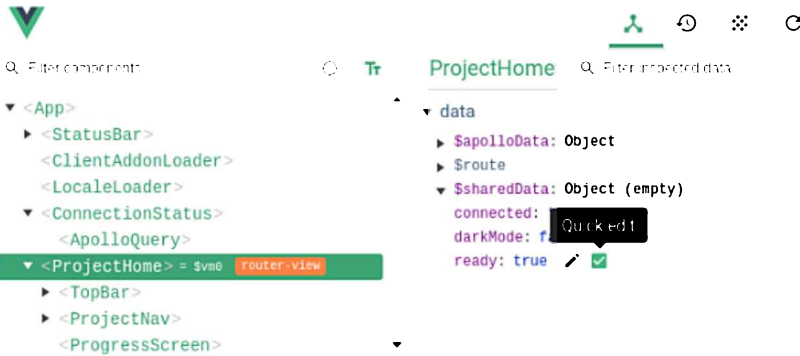 Filter components
Tт
<App>
<StatusBar>
<ClientAddonLoader>
<LocaleLoader>
<ConnectionStatus>
<ApolloQuery>
<ProjectHome> = $vm0 router-view
<TopBar>
<ProjectNav>
<ProgressScreen>
ProjectHome
Filter inspected data
data
$apolloData: Object
$route
$sharedData: Object (empty)
connected:
Quick edit
darkMode:
ready: true